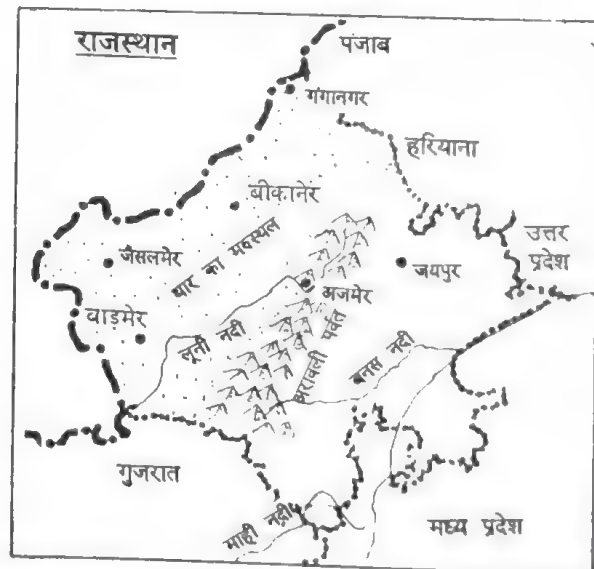 राजस्थान
पंजाब
गंगानगर
हरियाना
बीकानेर
उत्तर
प्रदेश
जैसलमेर
थार का मरुस्थल
जयपुर
अजमेर
वाड़मेर
लूनी नदी
अरावली पर्वत
बनस नदी
गुजरात
माही नदी
मध्य प्रदेश